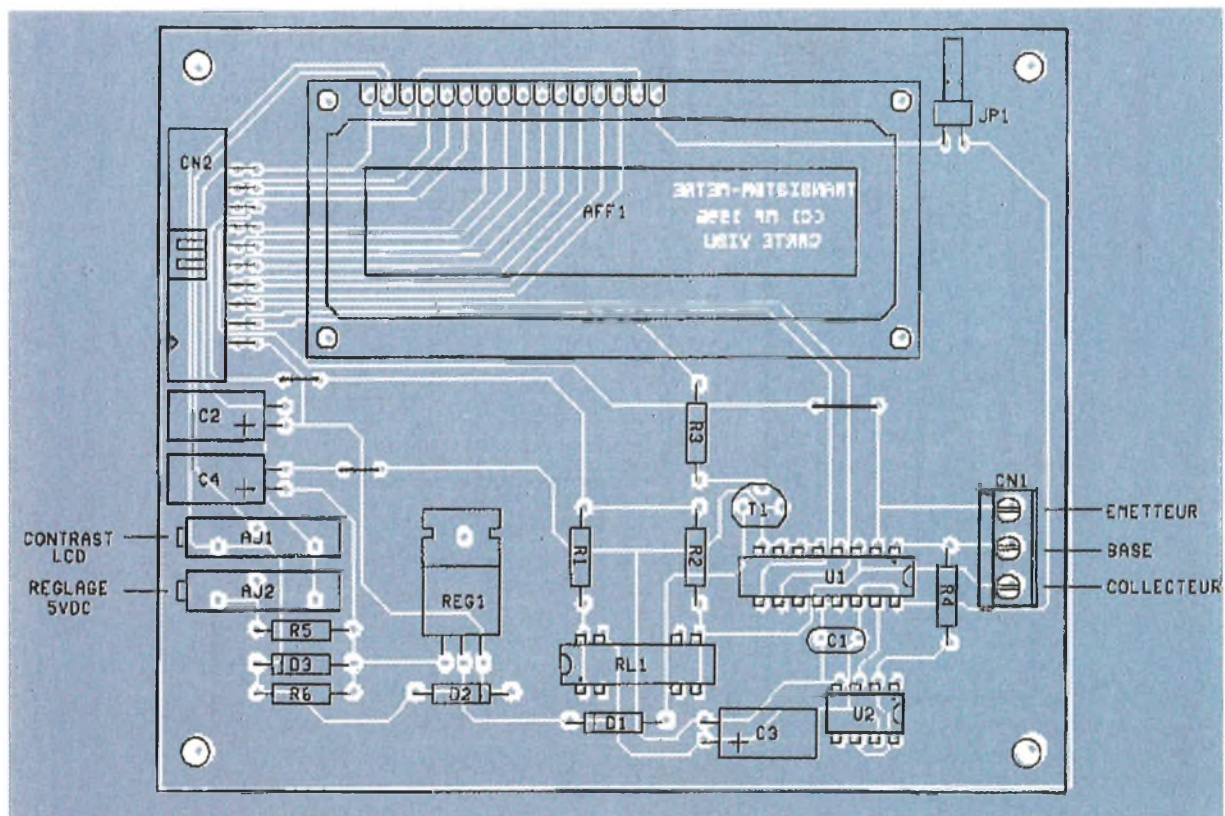 JP1
CN2
TRANSISTOR-METRE
CCI MP 1996
CARTE VISU
AFF1
C2
R3
C4
CN1
T1
EMETTEUR
CONTRAST
LCD
AJ1
R1
R2
BASE
U1
REGLAGE
5VDC
AJ2
REG1
R4
COLLECTEUR
R5
C1
D3
RL1
R6
D2
D1
C3
U2